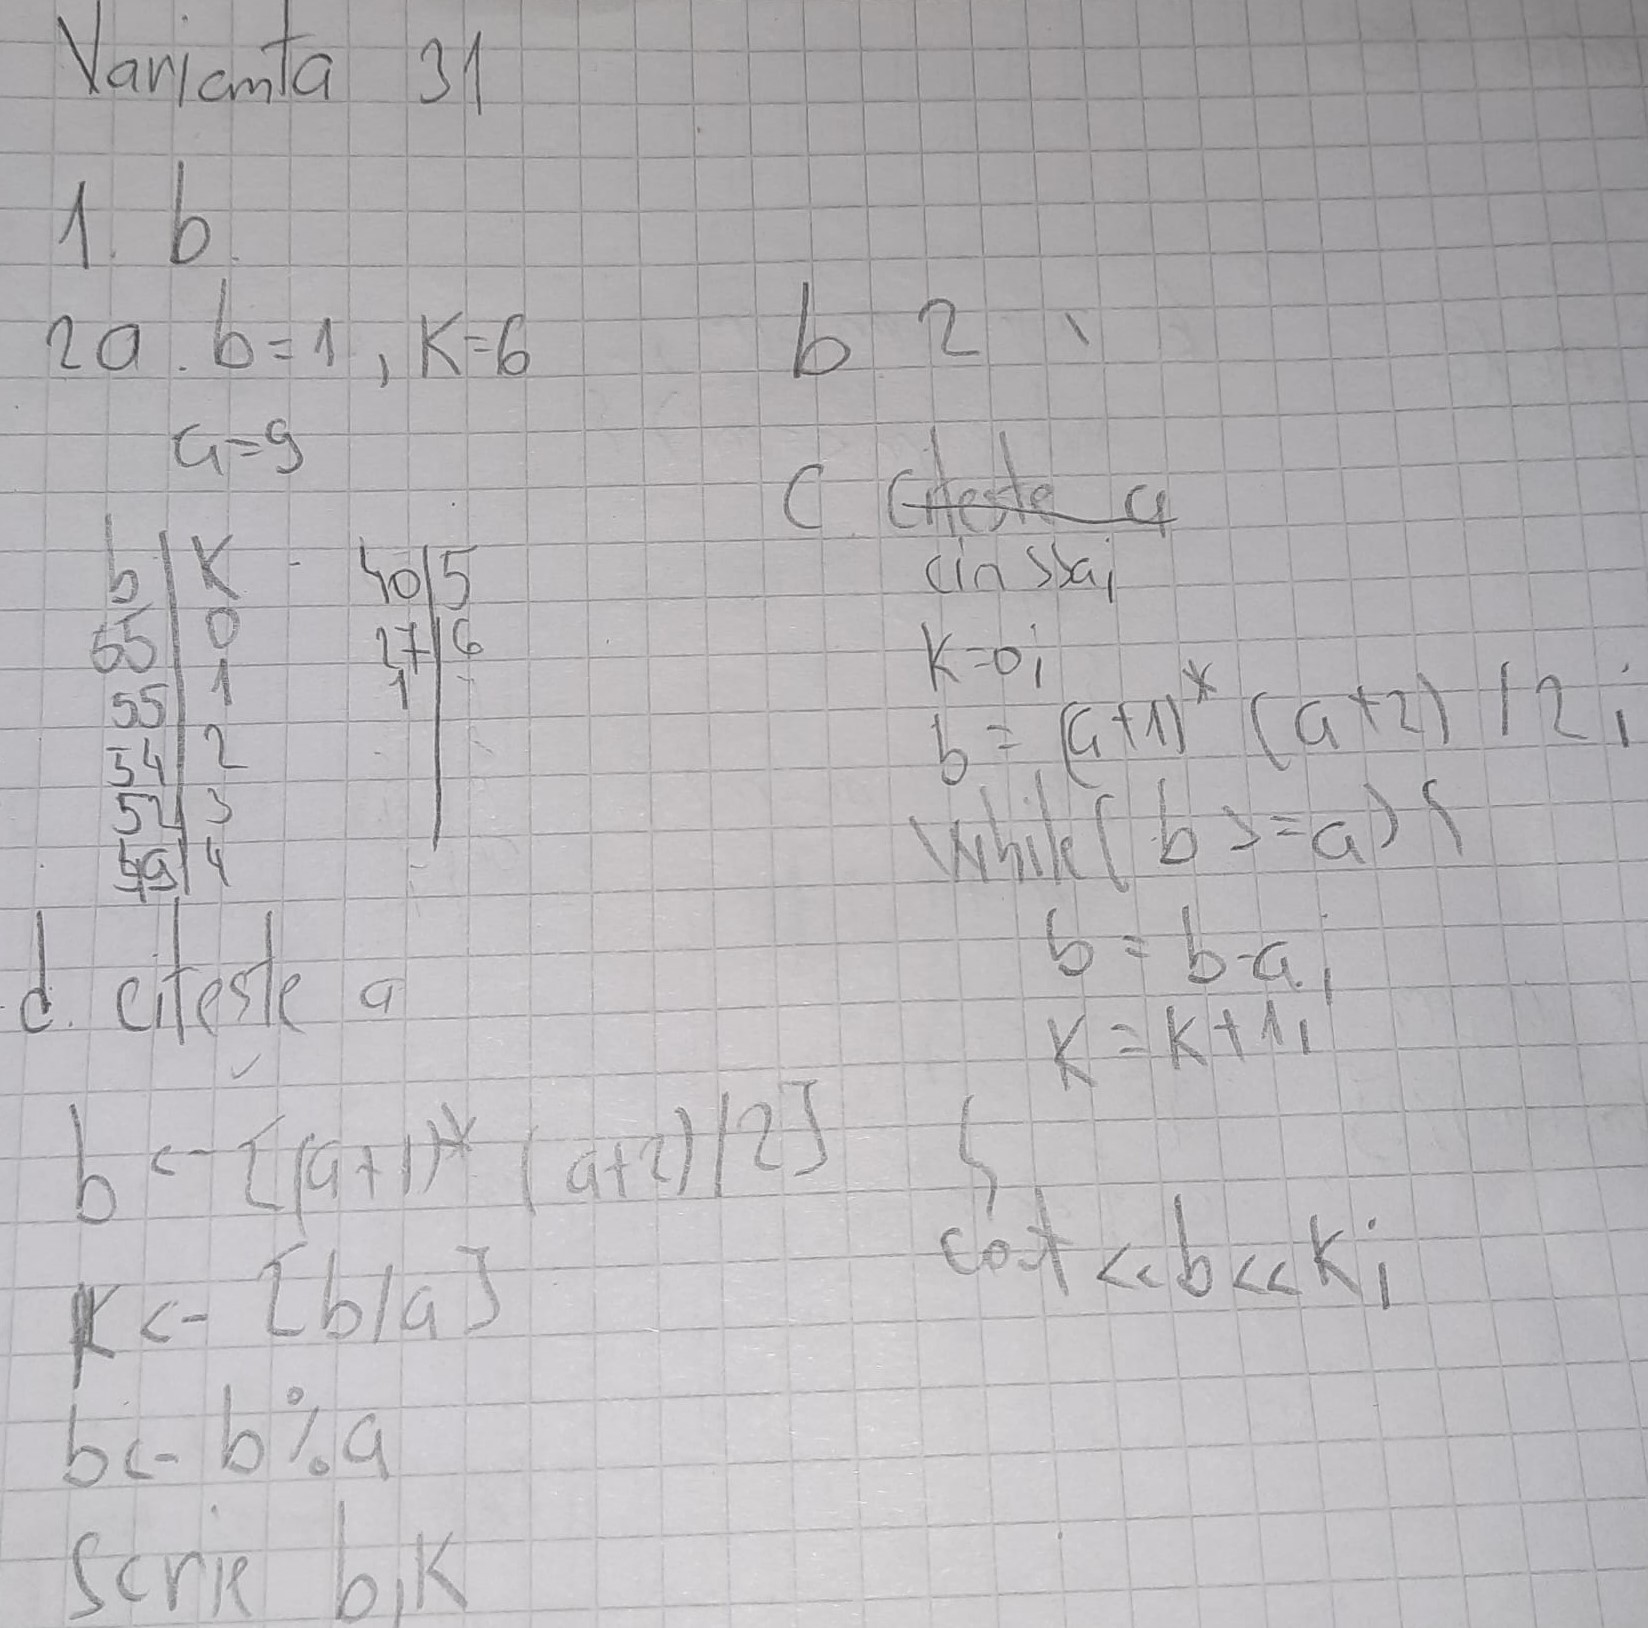 Varianta 31
1. b.
2a. b=1, K=6
a=9
b | K
55 | 0
55 | 1
54 | 2
52 | 3
49 | 4
40 | 5
27 | 6
1
b 2
C Citeste a
cin>>a;
K=0;
b = (a+1)* (a+2) / 2;
While( b >= a) {
b = b-a;
K = K+1;
}
cout <<b<<K;
d. citeste a
b <- [(a+1)* (a+2)/2]
K <- [b/a]
b <- b%a
Scrie b,K